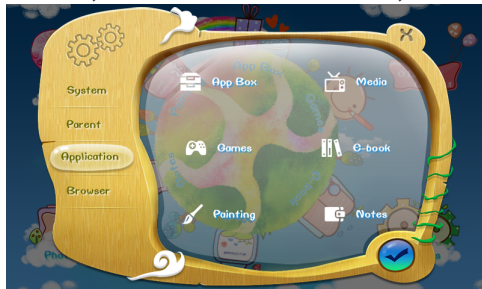 System
Parent
Application
Browser
App Box
Media
Games
e-book
Painting
Notes